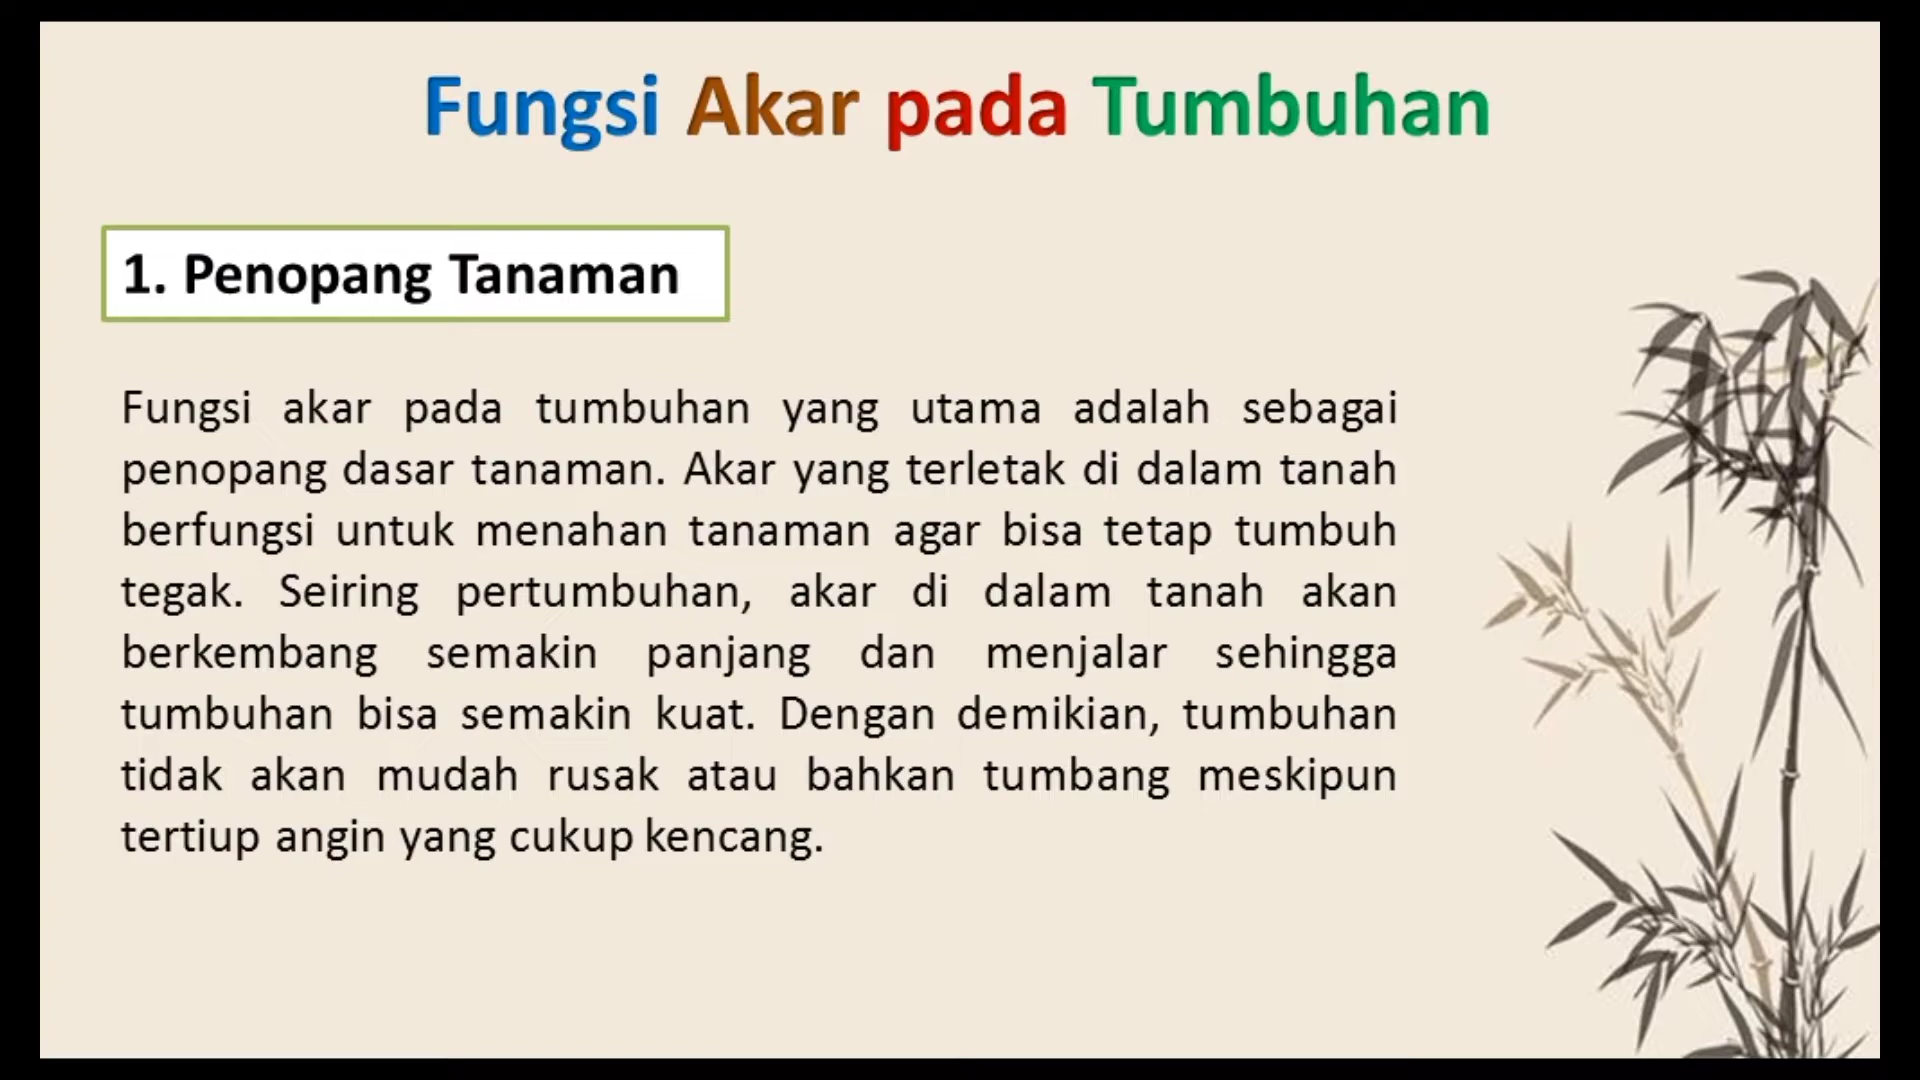 Fungsi Akar pada Tumbuhan
1. Penopang Tanaman
Fungsi akar pada tumbuhan yang utama adalah sebagai
penopang dasar tanaman. Akar yang terletak di dalam tanah
berfungsi untuk menahan tanaman agar bisa tetap tumbuh
tegak. Seiring pertumbuhan, akar di dalam tanah akan
berkembang semakin panjang dan menjalar sehingga
tumbuhan bisa semakin kuat. Dengan demikian, tumbuhan
tidak akan mudah rusak atau bahkan tumbang meskipun
tertiup angin yang cukup kencang.